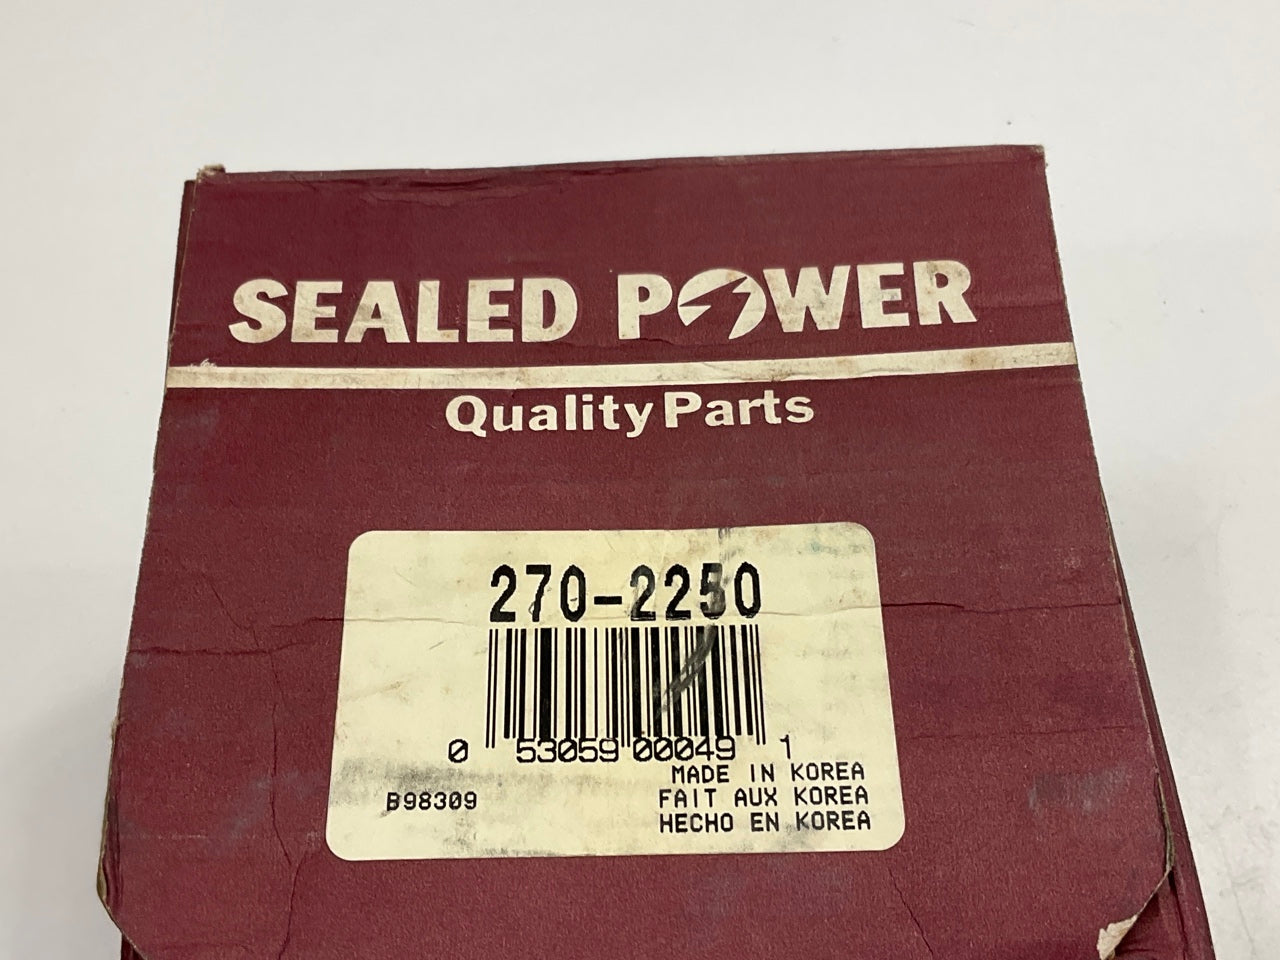 SEALED POWER
Quality Parts
270-2250
0 53059 00049 1
MADE IN KOREA
B98309
FAIT AUX KOREA
HECHO EN KOREA